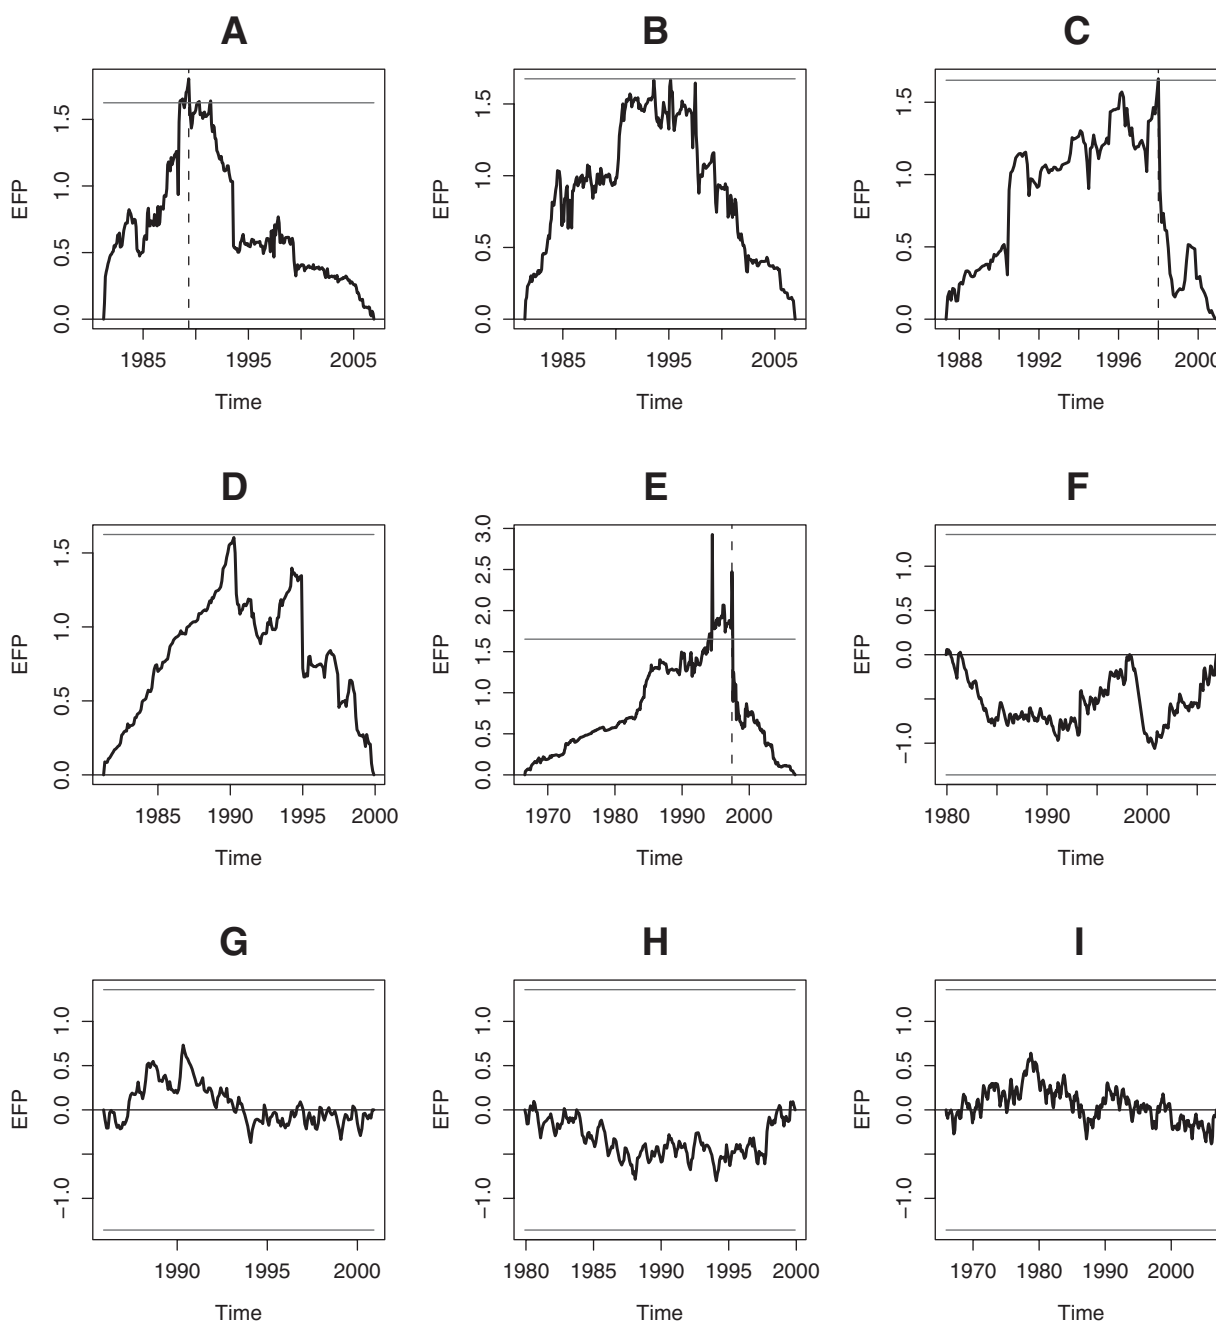 A B C
EFP 0.0 0.5 1.0 1.5
1985 1995 2005
Time
EFP 0.0 0.5 1.0 1.5
1985 1995 2005
Time
EFP 0.0 0.5 1.0 1.5
1988 1992 1996
Time
D E F
EFP 0.0 0.5 1.0 1.5
1985 1990 1995 2000
Time
EFP 0.0 0.5 1.0 1.5 2.0 2.5 3.0
1970 1980 1990 2000
Time
EFP −1.0 0.0 0.5 1.0
1980 1990 2000
Time
G H I
EFP −1.0 0.0 0.5 1.0
1990 1995 2000
Time
EFP −1.0 0.0 0.5 1.0
1980 1985 1990 1995 2000
Time
EFP −1.0 0.0 0.5 1.0
1970 1980 1990 2000
Time